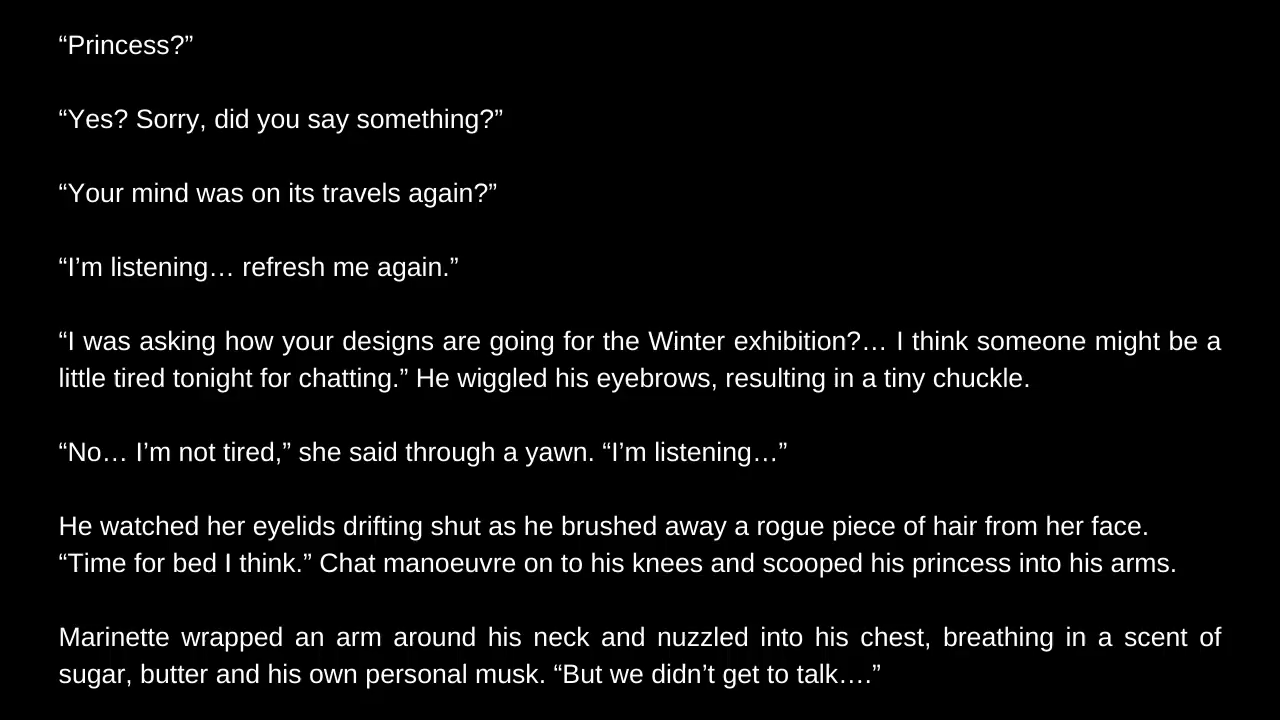 “Princess?”
“Yes? Sorry, did you say something?”
“Your mind was on its travels again?”
“I’m listening… refresh me again.”
“I was asking how your designs are going for the Winter exhibition?… I think someone might be a
little tired tonight for chatting.” He wiggled his eyebrows, resulting in a tiny chuckle.
“No… I’m not tired,” she said through a yawn. “I’m listening…”
He watched her eyelids drifting shut as he brushed away a rogue piece of hair from her face.
“Time for bed I think.” Chat manoeuvre on to his knees and scooped his princess into his arms.
Marinette wrapped an arm around his neck and nuzzled into his chest, breathing in a scent of
sugar, butter and his own personal musk. “But we didn’t get to talk….”